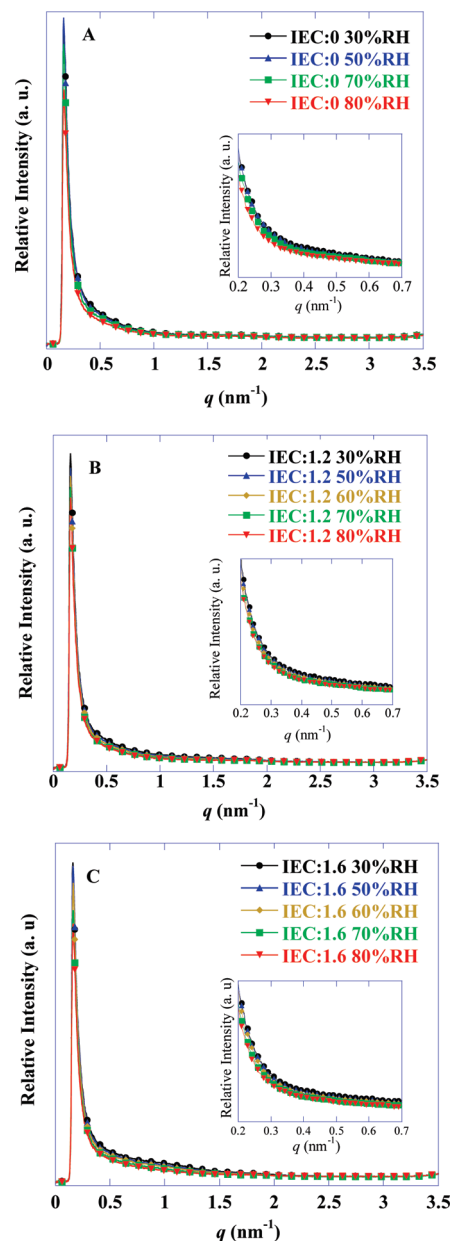 A
IEC:0 30%RH
IEC:0 50%RH
IEC:0 70%RH
IEC:0 80%RH
Relative Intensity (a. u.)
Relative Intensity (a. u.)
0.2 0.3 0.4 0.5 0.6 0.7
q (nm-1)
0 0.5 1 1.5 2 2.5 3 3.5
q (nm-1)
B
IEC:1.2 30%RH
IEC:1.2 50%RH
IEC:1.2 60%RH
IEC:1.2 70%RH
IEC:1.2 80%RH
Relative Intensity (a. u.)
Relative Intensity (a. u.)
0.2 0.3 0.4 0.5 0.6 0.7
q (nm-1)
0 0.5 1 1.5 2 2.5 3 3.5
q (nm-1)
C
IEC:1.6 30%RH
IEC:1.6 50%RH
IEC:1.6 60%RH
IEC:1.6 70%RH
IEC:1.6 80%RH
Relative Intensity (a. u)
Relative Intensity (a. u)
0.2 0.3 0.4 0.5 0.6 0.7
q (nm-1)
0 0.5 1 1.5 2 2.5 3 3.5
q (nm-1)